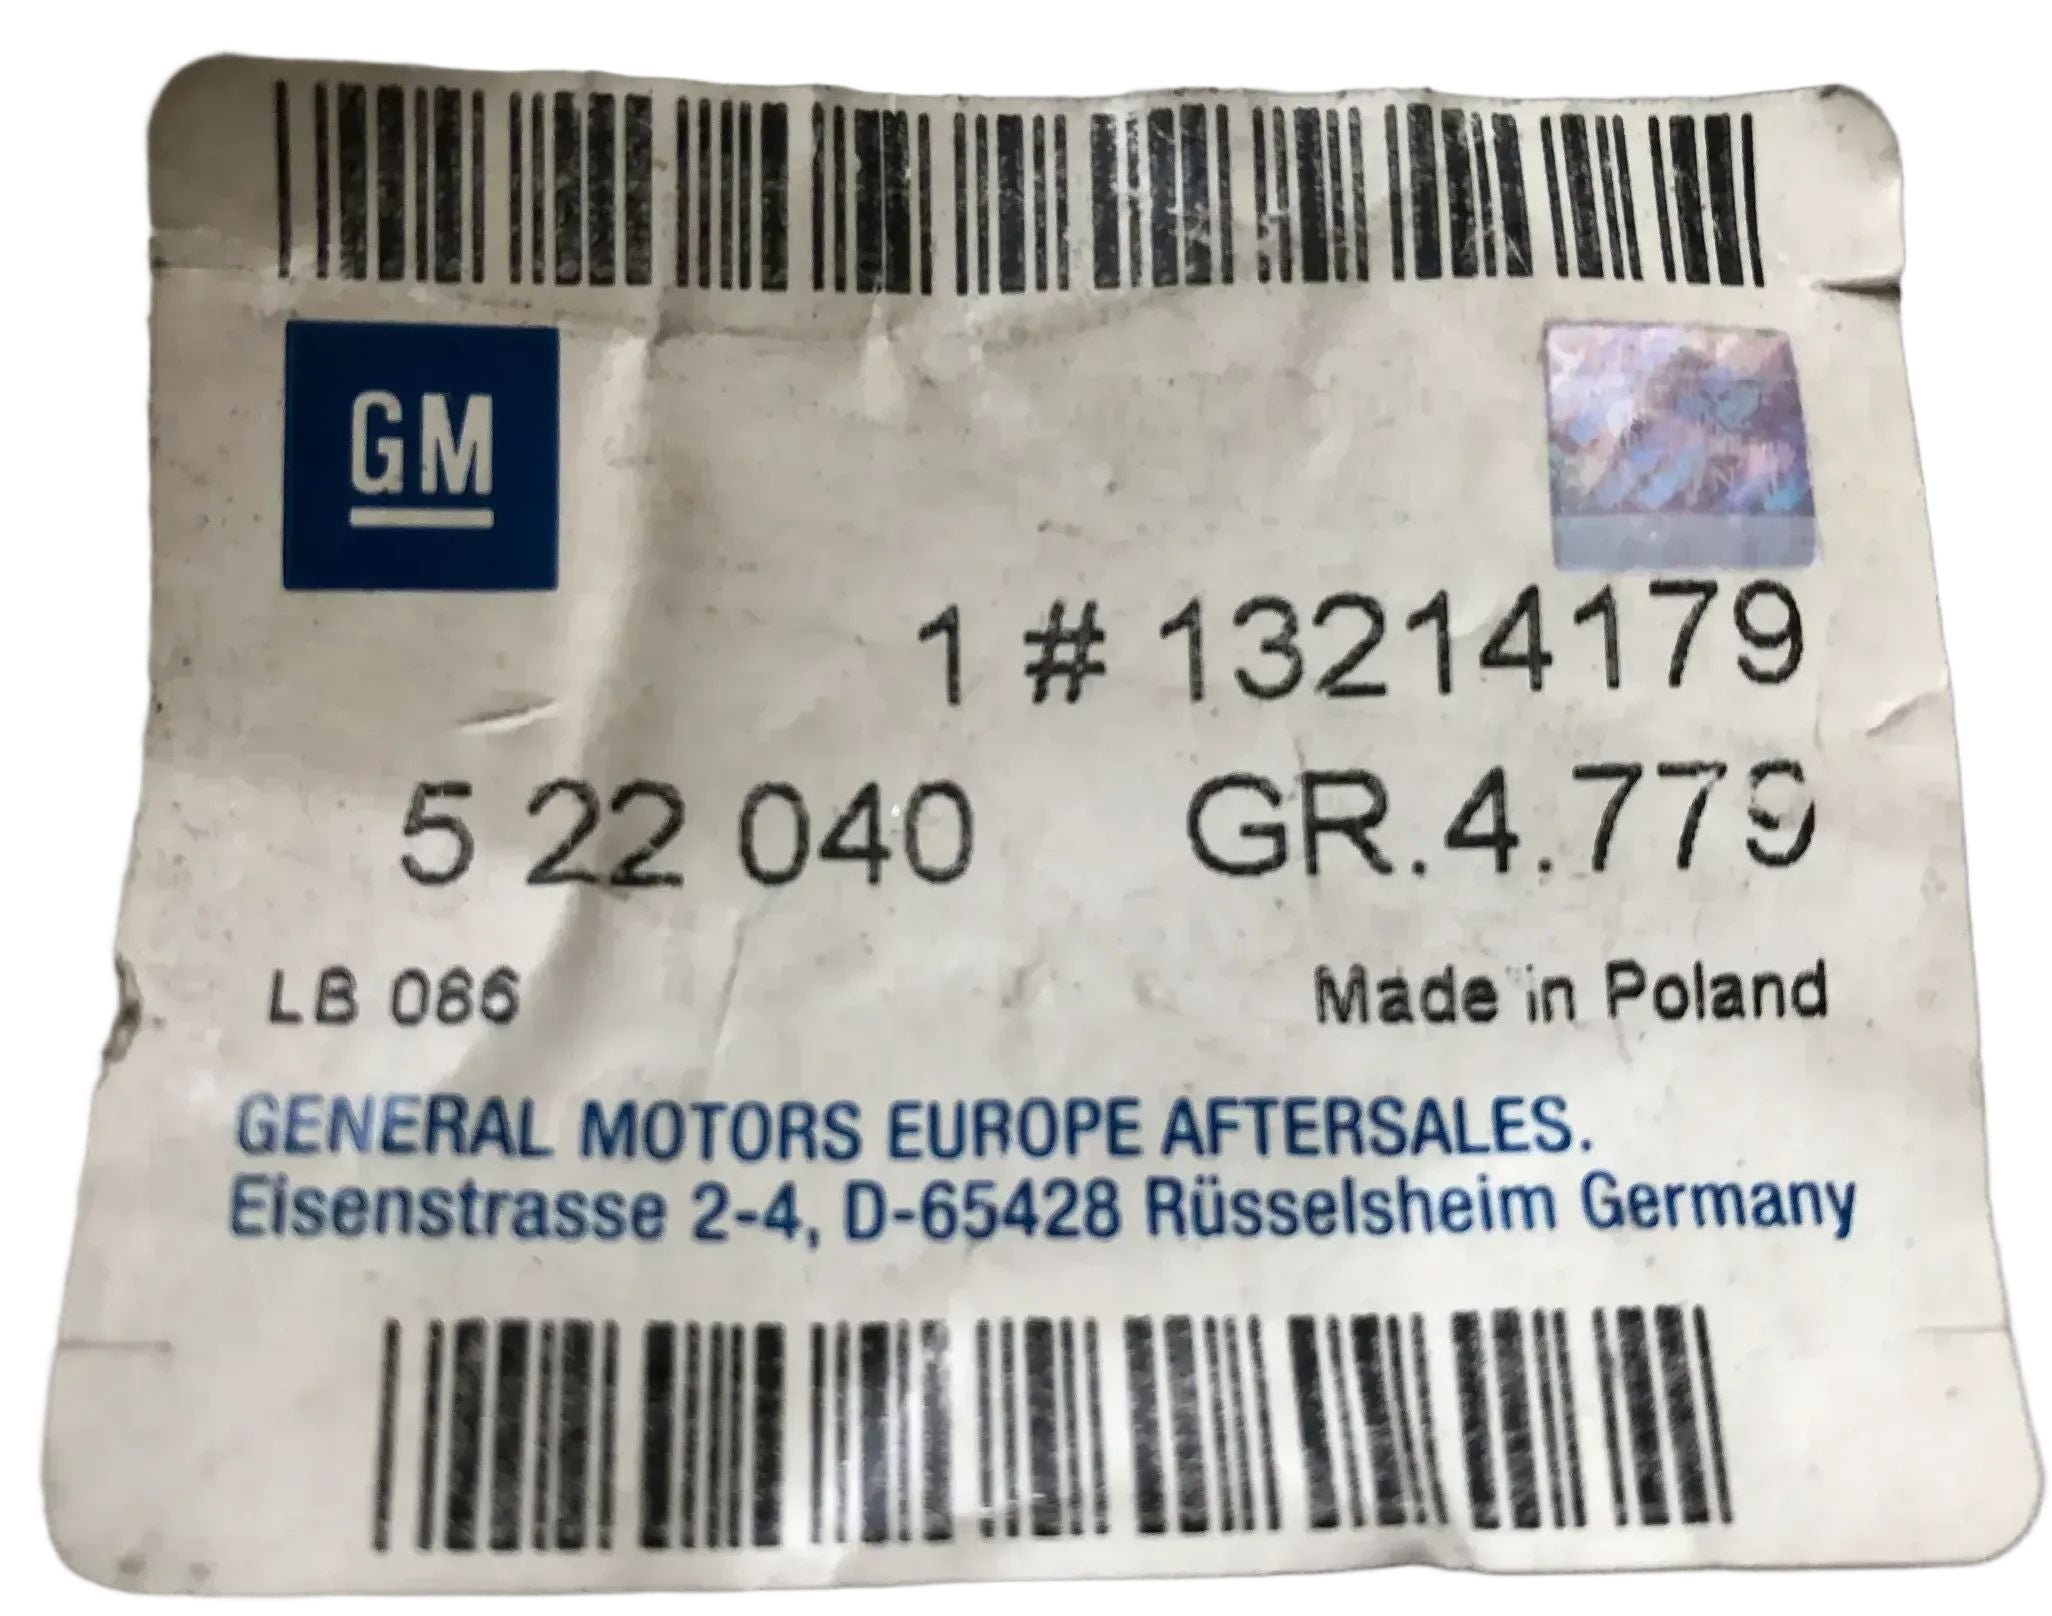 GM
1 # 13214179
5 22 040 GR.4.779
LB 086 Made in Poland
GENERAL MOTORS EUROPE AFTERSALES.
Eisenstrasse 2-4, D-65428 Rüsselsheim Germany